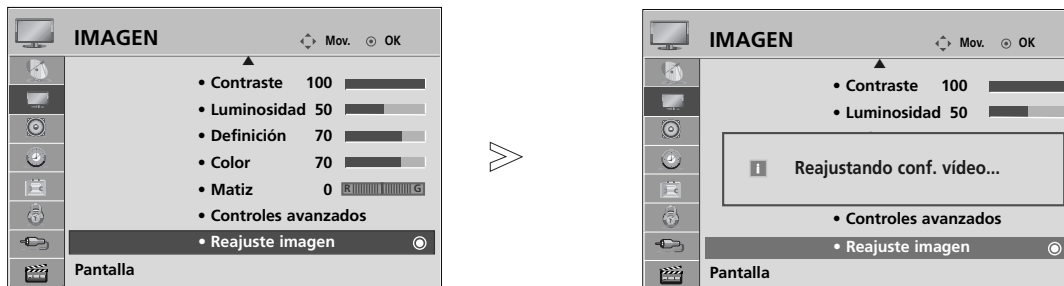 IMAGEN Mov. OK
• Contraste 100
• Luminosidad 50
• Definición 70
• Color 70
• Matiz 0 R G
• Controles avanzados
• Reajuste imagen
Pantalla
IMAGEN Mov. OK
• Contraste 100
• Luminosidad 50
i Reajustando conf. vídeo...
• Controles avanzados
• Reajuste imagen
Pantalla